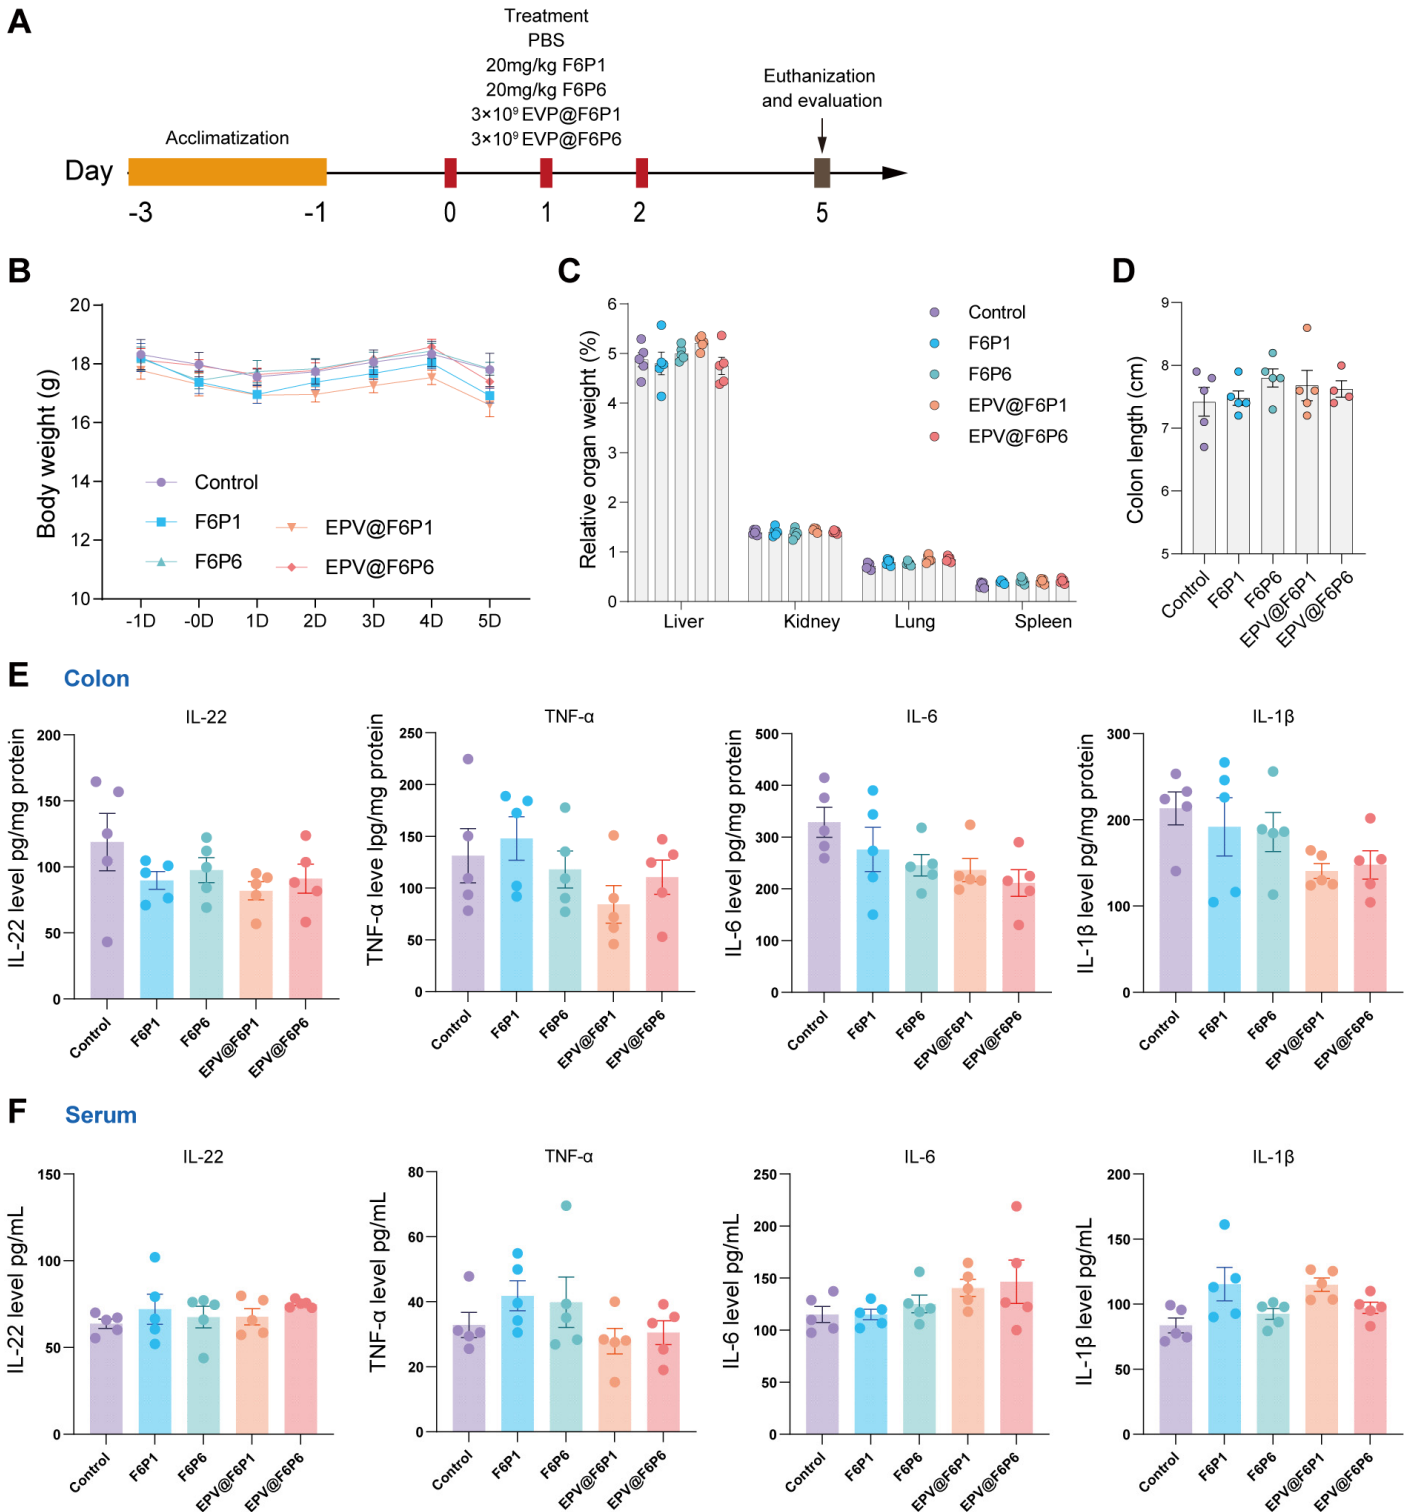 A
Treatment
PBS
20mg/kg F6P1
20mg/kg F6P6
3×10⁹ EVP@F6P1
3×10⁹ EVP@F6P6
Euthanization
and evaluation
Acclimatization
Day
-3
-1
0
1
2
5
B
Body weight (g)
20
18
16
14
12
10
Control
F6P1
F6P6
EPV@F6P1
EPV@F6P6
-1D
-0D
1D
2D
3D
4D
5D
C
Relative organ weight (%)
6
5
4
3
2
1
0
Control
F6P1
F6P6
EPV@F6P1
EPV@F6P6
Liver
Kidney
Lung
Spleen
D
Colon length (cm)
9
8
7
6
5
Control
F6P1
F6P6
EPV@F6P1
EPV@F6P6
E
Colon
IL-22
IL-22 level pg/mg protein
200
150
100
50
0
Control
F6P1
F6P6
EPV@F6P1
EPV@F6P6
TNF-α
TNF-α leve lpg/mg protein
250
200
150
100
50
0
Control
F6P1
F6P6
EPV@F6P1
EPV@F6P6
IL-6
IL-6 level pg/mg protein
500
400
300
200
100
0
Control
F6P1
F6P6
EPV@F6P1
EPV@F6P6
IL-1β
IL-1β level pg/mg protein
300
200
100
0
Control
F6P1
F6P6
EPV@F6P1
EPV@F6P6
F
Serum
IL-22
IL-22 level pg/mL
150
100
50
0
Control
F6P1
F6P6
EPV@F6P1
EPV@F6P6
TNF-α
TNF-α level pg/mL
80
60
40
20
0
Control
F6P1
F6P6
EPV@F6P1
EPV@F6P6
IL-6
IL-6 level pg/mL
250
200
150
100
50
0
Control
F6P1
F6P6
EPV@F6P1
EPV@F6P6
IL-1β
IL-1β level pg/mL
200
150
100
50
0
Control
F6P1
F6P6
EPV@F6P1
EPV@F6P6